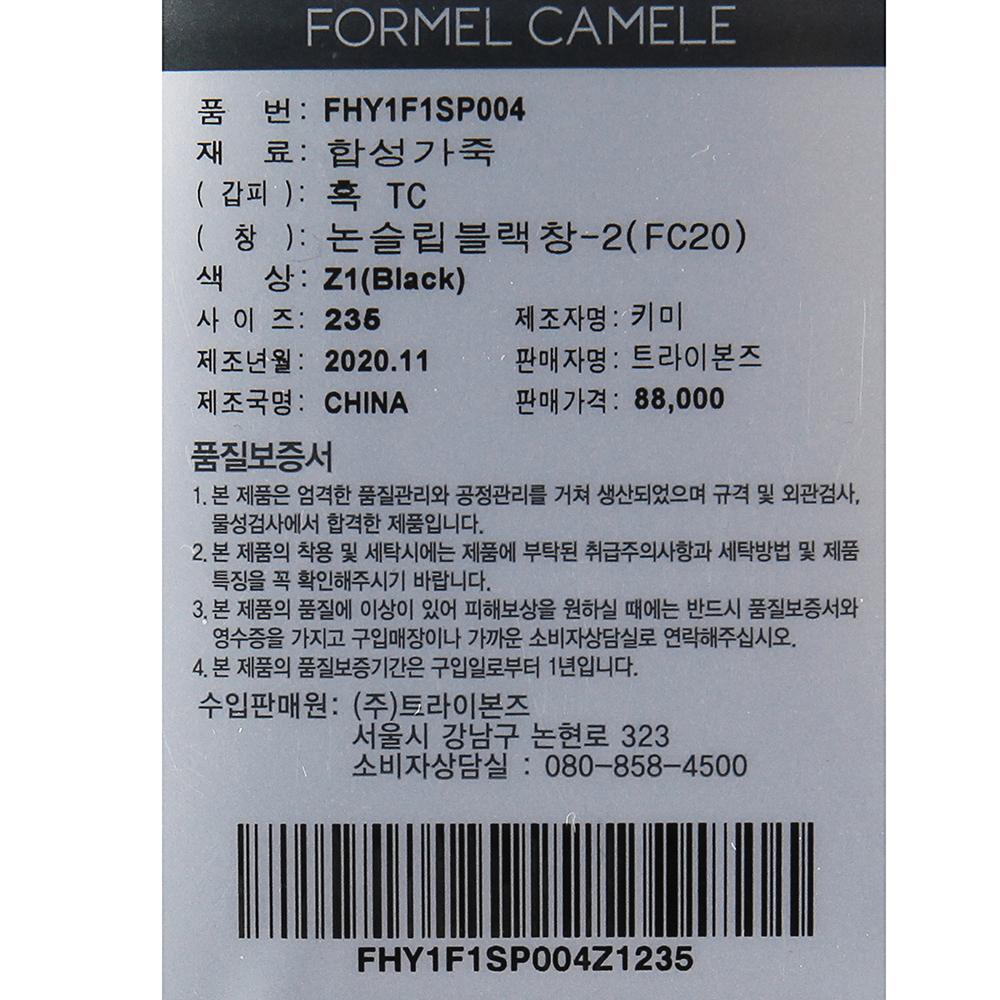 FORMEL CAMELE
품 번: FHY1F1SP004
재 료: 합성가죽
( 갑피 ): 흑 TC
( 창 ): 논슬립블랙창-2(FC20)
색 상: Z1(Black)
사 이 즈: 235 제조자명: 키미
제조년월: 2020.11 판매자명: 트라이본즈
제조국명: CHINA 판매가격: 88,000
품질보증서
1. 본 제품은 엄격한 품질관리와 공정관리를 거쳐 생산되었으며 규격 및 외관검사,
물성검사에서 합격한 제품입니다.
2. 본 제품의 착용 및 세탁시에는 제품에 부탁된 취급주의사항과 세탁방법 및 제품
특징을 꼭 확인해주시기 바랍니다.
3. 본 제품의 품질에 이상이 있어 피해보상을 원하실 때에는 반드시 품질보증서와
영수증을 가지고 구입매장이나 가까운 소비자상담실로 연락해주십시오.
4. 본 제품의 품질보증기간은 구입일로부터 1년입니다.
수입판매원: (주)트라이본즈
서울시 강남구 논현로 323
소비자상담실 : 080-858-4500
FHY1F1SP004Z1235